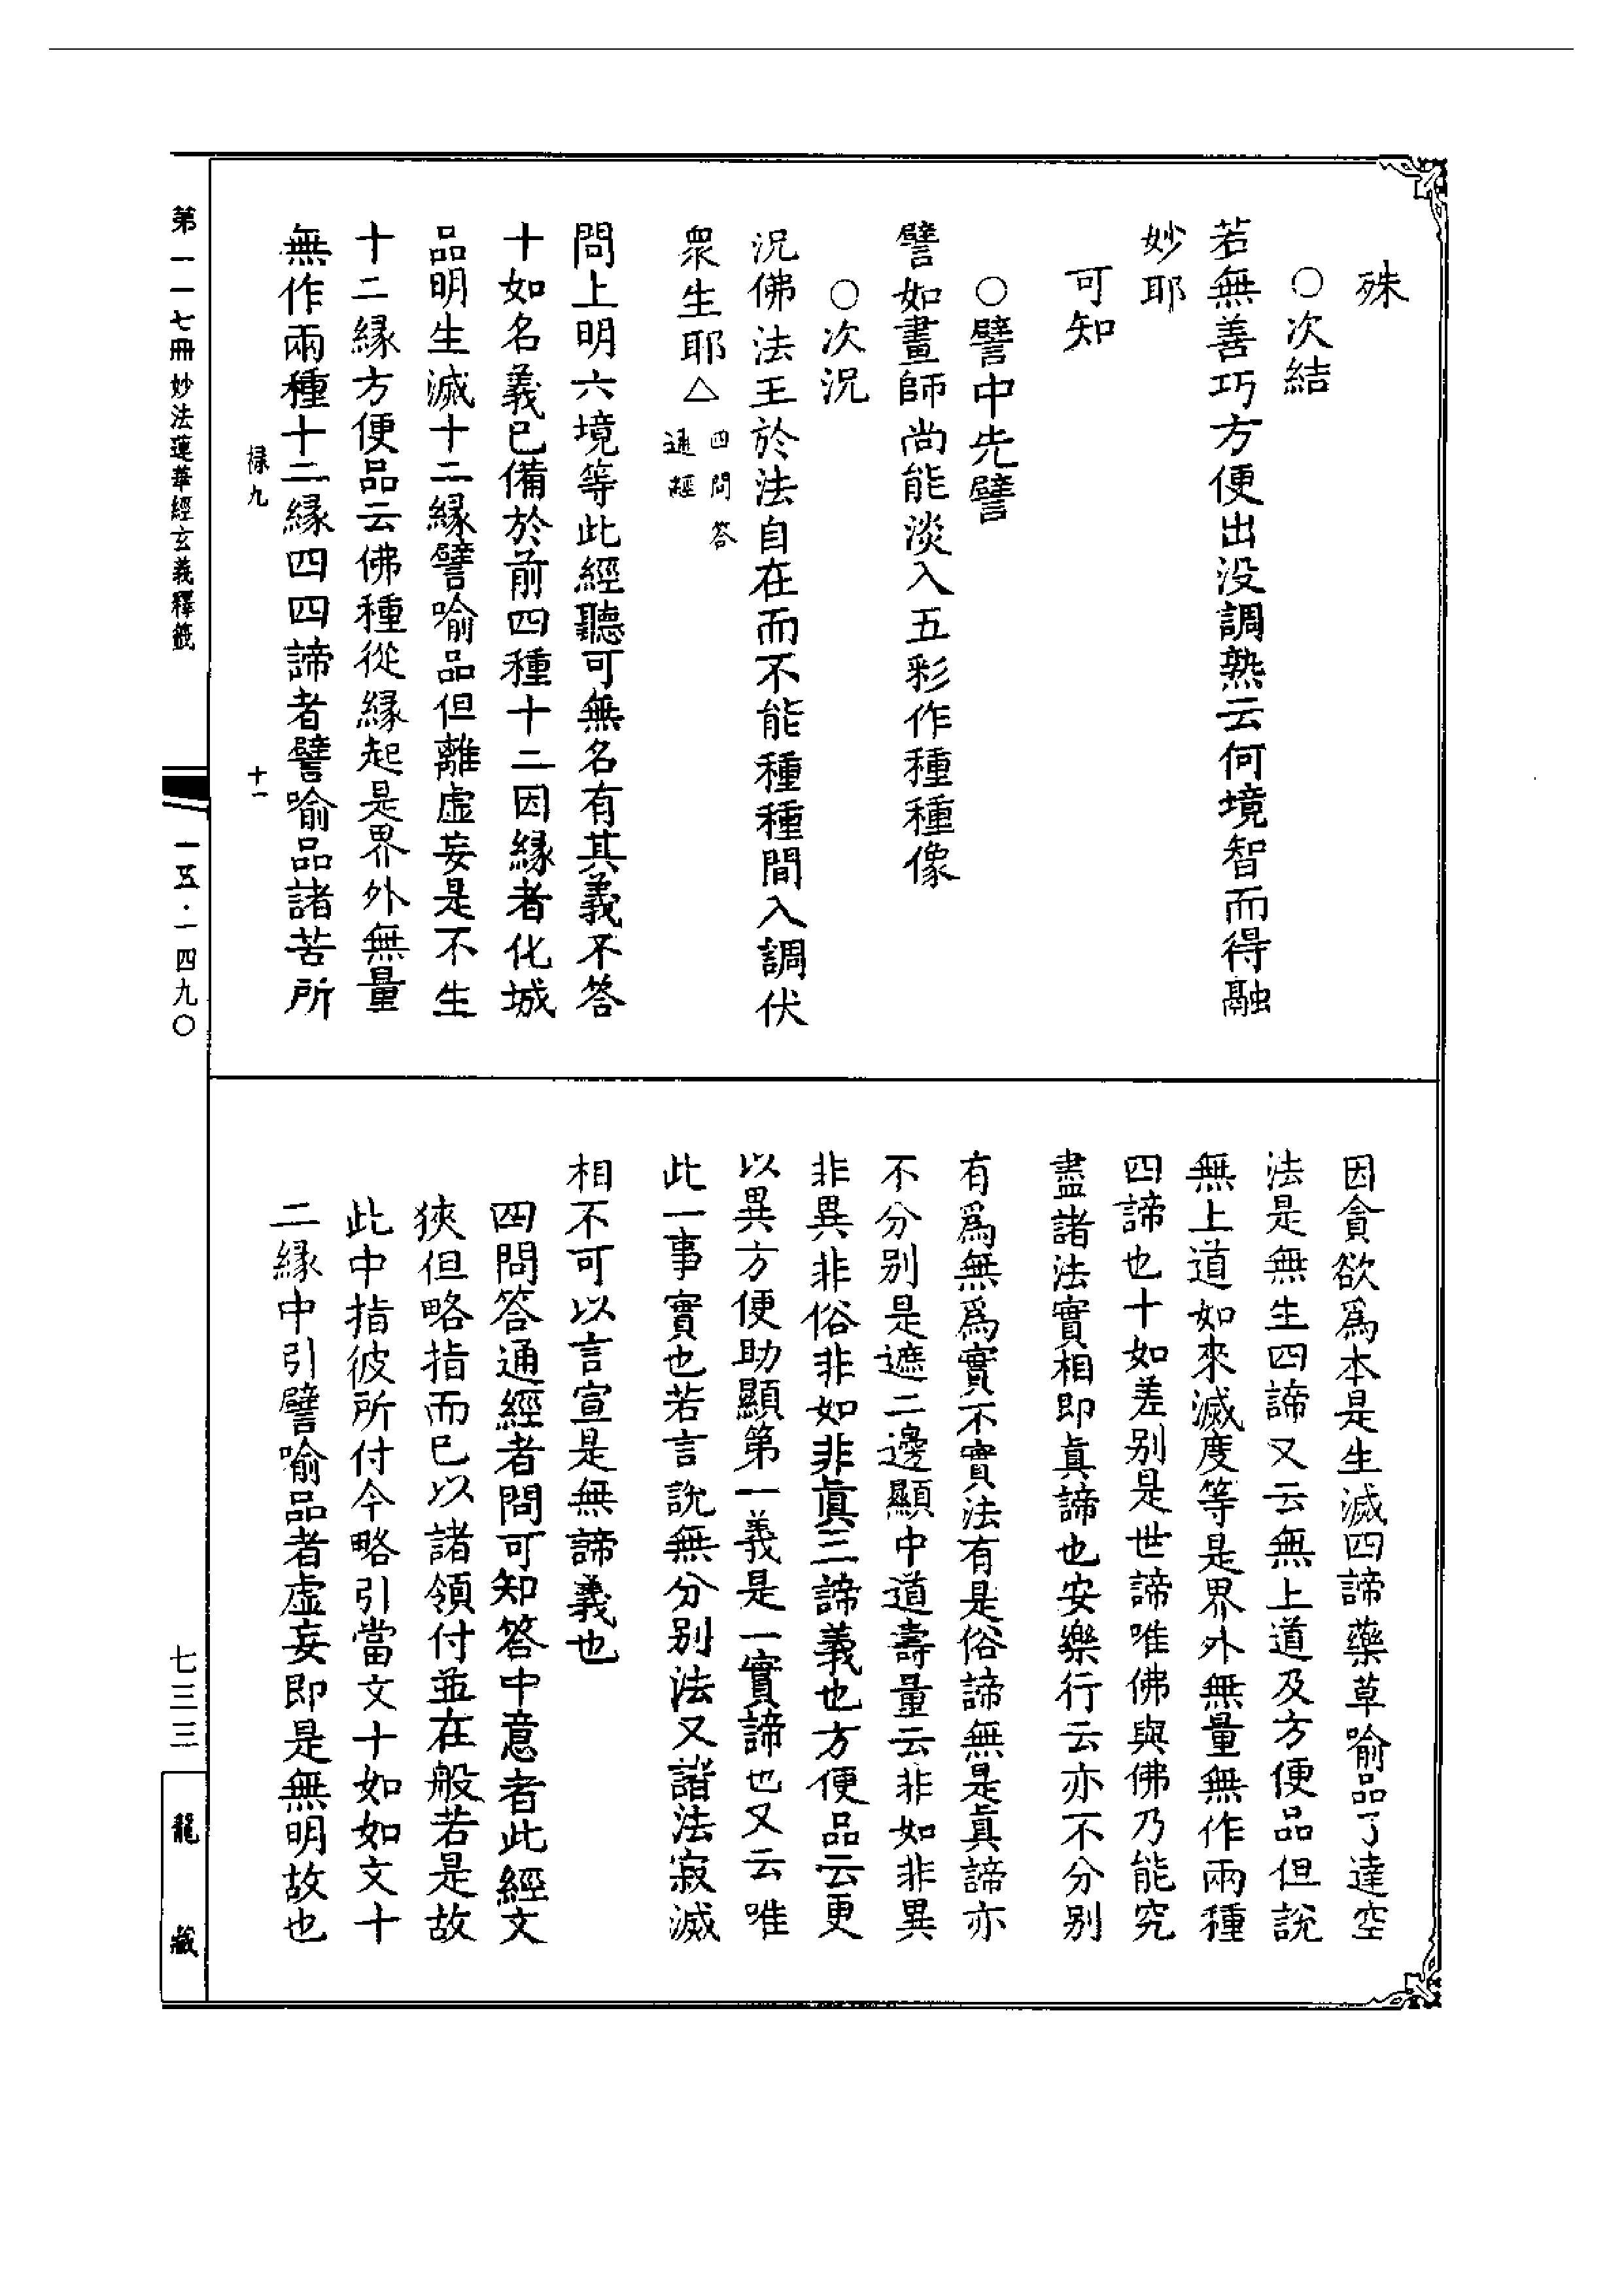 殊
○次結
若無善巧方便出没調熟云何境智而得融
妙耶
可知
○譬中先譬
譬如畫師尚能淡入五彩作種種像
○次況
況佛法王於法自在而不能種種間入調伏
衆生耶△四問答
通經
問上明六境等此經聽可無名有其義不答
十如名義已備於前四種十二因緣者化城
品明生滅十二緣譬喻品但離虛妄是不生
十二緣方便品云佛種從緣起是界外無量
無作兩種十二緣四四諦者譬喻品諸苦所
祿九 十一
因貪欲爲本是生滅四諦藥草喻品了達空
法是無生四諦又云無上道及方便品但說
無上道如來滅度等是界外無量無作兩種
四諦也十如差別是世諦唯佛與佛乃能究
盡諸法實相即眞諦也安樂行云亦不分別
有爲無爲實不實法有是俗諦無是眞諦亦
不分別是遮二邊顯中道壽量云非如非異
非異非俗非如非眞三諦義也方便品云更
以異方便助顯第一義是一實諦也又云唯
此一事實也若言說無分別法又諸法寂滅
相不可以言宣是無諦義也
四問答通經者問可知答中意者此經文
狹但略指而已以諸領付並在般若是故
此中指彼所付今略引當文十如如文十
二緣中引譬喻品者虛妄即是無明故也
第一一七冊 妙法蓮華經玄義釋籤
一五·一四九〇
七三三
龍藏